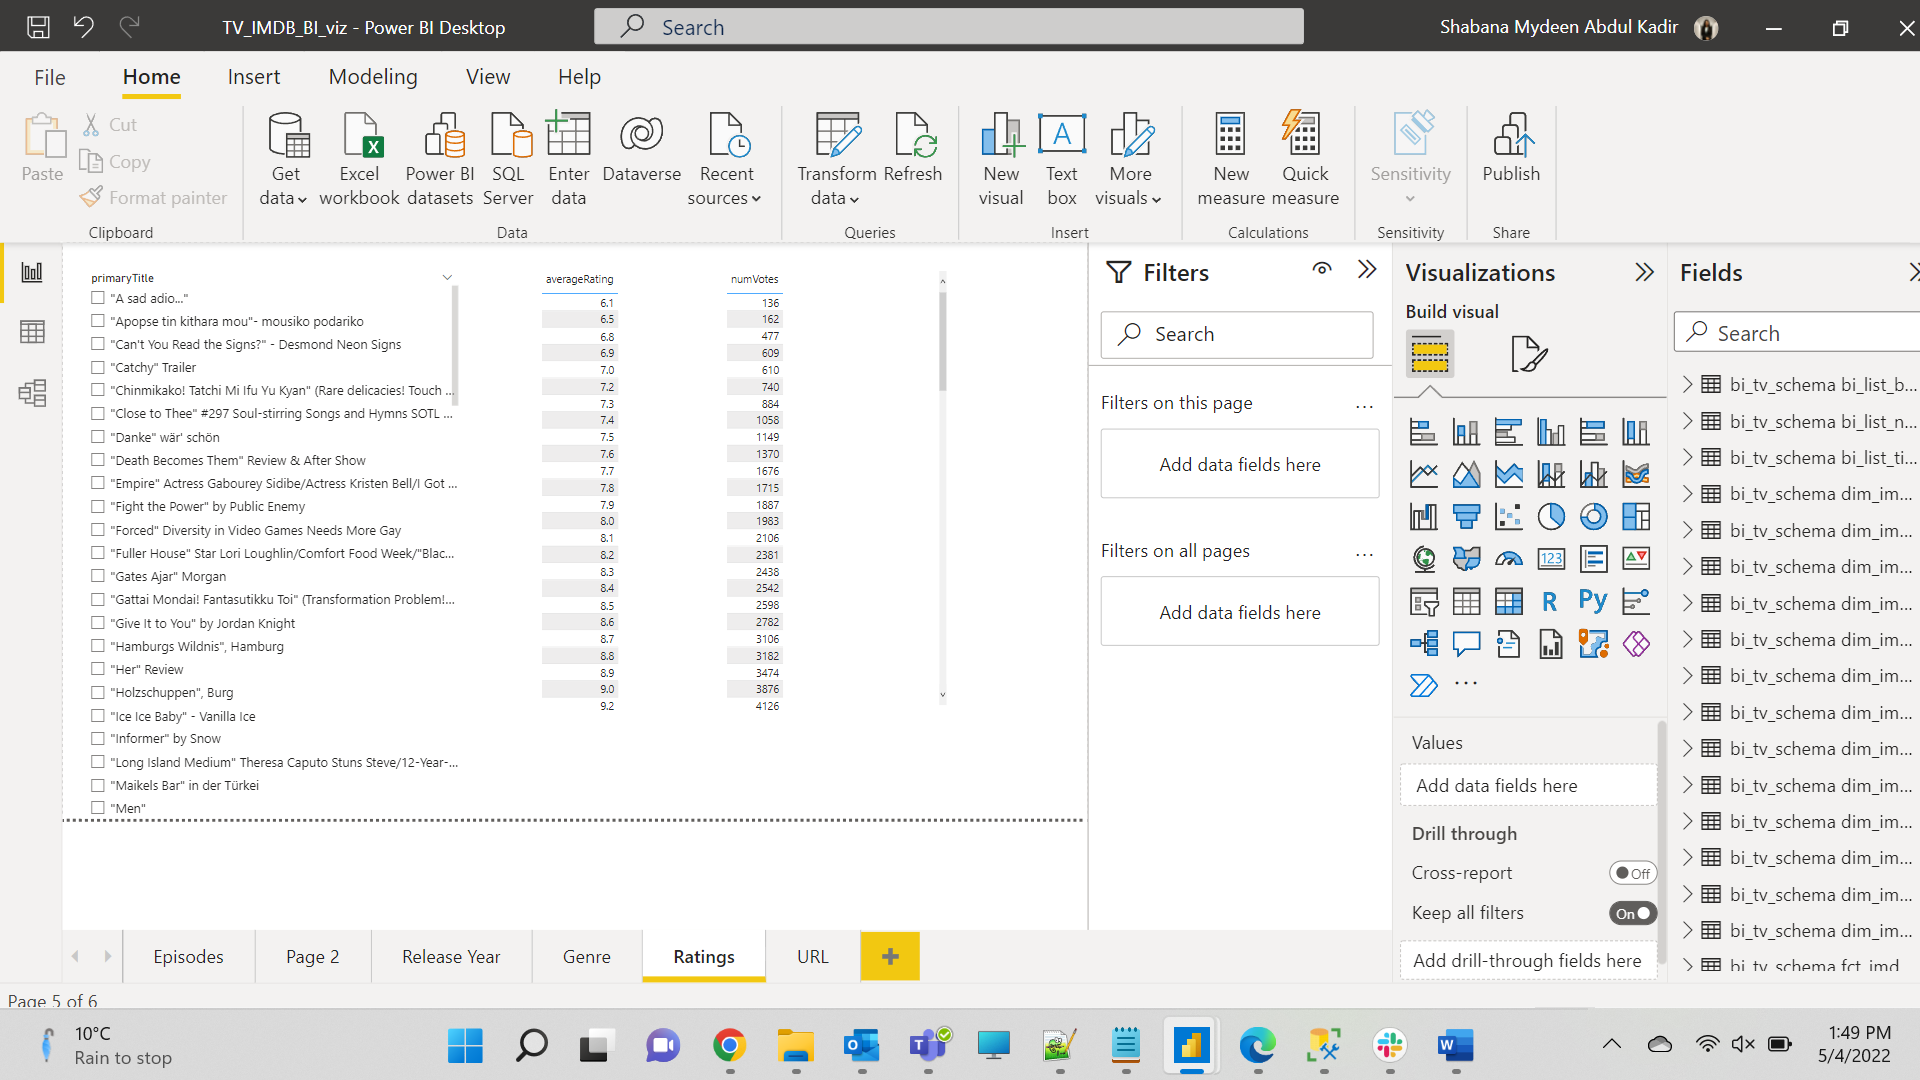 TV_IMDB_BI_viz - Power BI Desktop
Search
Shabana Mydeen Abdul Kadir
File
Home
Insert
Modeling
View
Help
Paste
Cut
Copy
Format painter
Clipboard
Get data
Excel workbook
Power BI datasets
SQL Server
Enter data
Dataverse
Recent sources
Data
Transform data
Refresh
Queries
New visual
Text box
More visuals
Insert
New measure
Quick measure
Calculations
Sensitivity
Sensitivity
Publish
Share
primaryTitle
"A sad adio..."
"Apopse tin kithara mou"- mousiko podariko
"Can't You Read the Signs?" - Desmond Neon Signs
"Catchy" Trailer
"Chinmikako! Tatchi Mi Ifu Yu Kyan" (Rare delicacies! Touch ...
"Close to Thee" #297 Soul-stirring Songs and Hymns SOTL ...
"Danke" wär' schön
"Death Becomes Them" Review & After Show
"Empire" Actress Gabourey Sidibe/Actress Kristen Bell/I Got ...
"Fight the Power" by Public Enemy
"Forced" Diversity in Video Games Needs More Gay
"Fuller House" Star Lori Loughlin/Comfort Food Week/"Blac...
"Gates Ajar" Morgan
"Gattai Mondai! Fantasutikku Toi" (Transformation Problem!...
"Give It to You" by Jordan Knight
"Hamburgs Wildnis", Hamburg
"Her" Review
"Holzschuppen", Burg
"Ice Ice Baby" - Vanilla Ice
"Informer" by Snow
"Long Island Medium" Theresa Caputo Stuns Steve/12-Year-...
"Maikels Bar" in der Türkei
"Men"
averageRating
6.1
6.5
6.8
6.9
7.0
7.2
7.3
7.4
7.5
7.6
7.7
7.8
7.9
8.0
8.1
8.2
8.3
8.4
8.5
8.6
8.7
8.8
8.9
9.0
9.2
numVotes
136
162
477
609
610
740
884
1058
1149
1370
1676
1715
1887
1983
2106
2381
2438
2542
2598
2782
3106
3182
3474
3876
4126
Filters
Search
Filters on this page
...
Add data fields here
Filters on all pages
...
Add data fields here
Visualizations
Build visual
123
R
Py
...
Values
Add data fields here
Drill through
Cross-report
Off
Keep all filters
On
Add drill-through fields here
Fields
Search
bi_tv_schema bi_list_b...
bi_tv_schema bi_list_n...
bi_tv_schema bi_list_ti...
bi_tv_schema dim_im...
bi_tv_schema dim_im...
bi_tv_schema dim_im...
bi_tv_schema dim_im...
bi_tv_schema dim_im...
bi_tv_schema dim_im...
bi_tv_schema dim_im...
bi_tv_schema dim_im...
bi_tv_schema dim_im...
bi_tv_schema dim_im...
bi_tv_schema dim_im...
bi_tv_schema dim_im...
bi_tv_schema dim_im...
bi_tv_schema fct_imd
Episodes
Page 2
Release Year
Genre
Ratings
URL
Page 5 of 6
10°C
Rain to stop
1:49 PM
5/4/2022